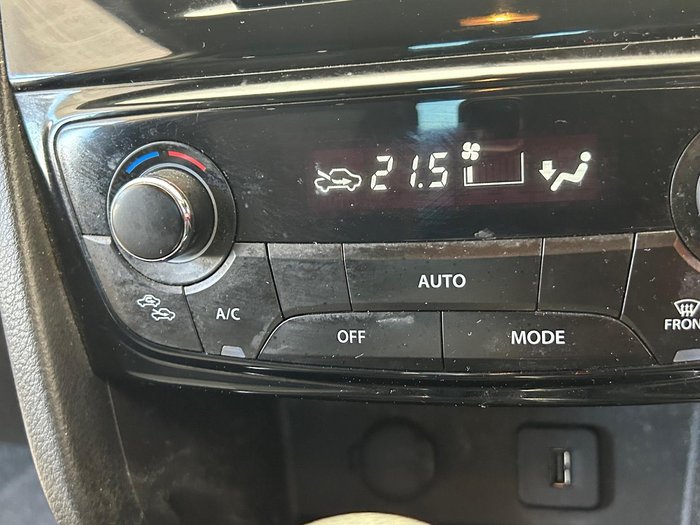 21.5
AUTO
A/C
OFF
MODE
FRON